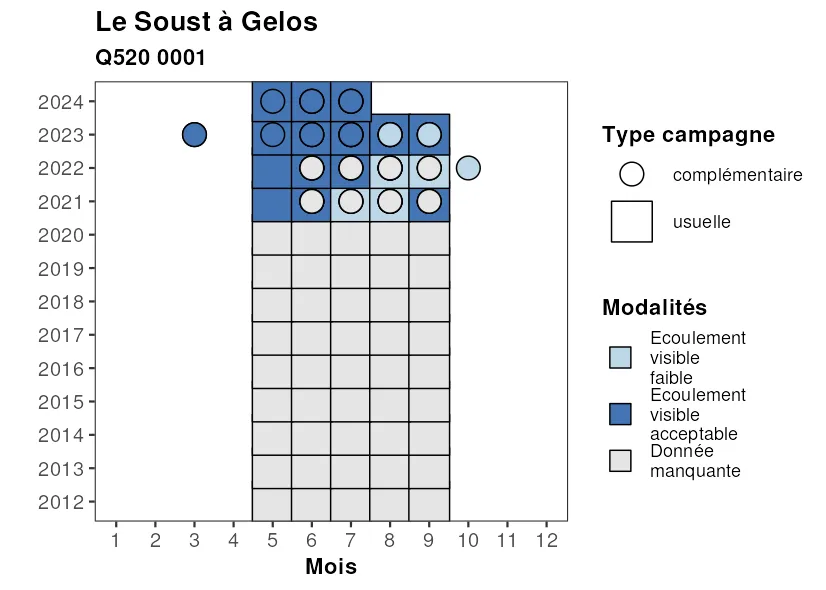 Le Soust à Gelos
Q520 0001
2024
2023
2022
2021
2020
2019
2018
2017
2016
2015
2014
2013
2012
1 2 3 4 5 6 7 8 9 10 11 12
Mois
Type campagne
complémentaire
usuelle
Modalités
Ecoulement
visible
faible
Ecoulement
visible
acceptable
Donnée
manquante